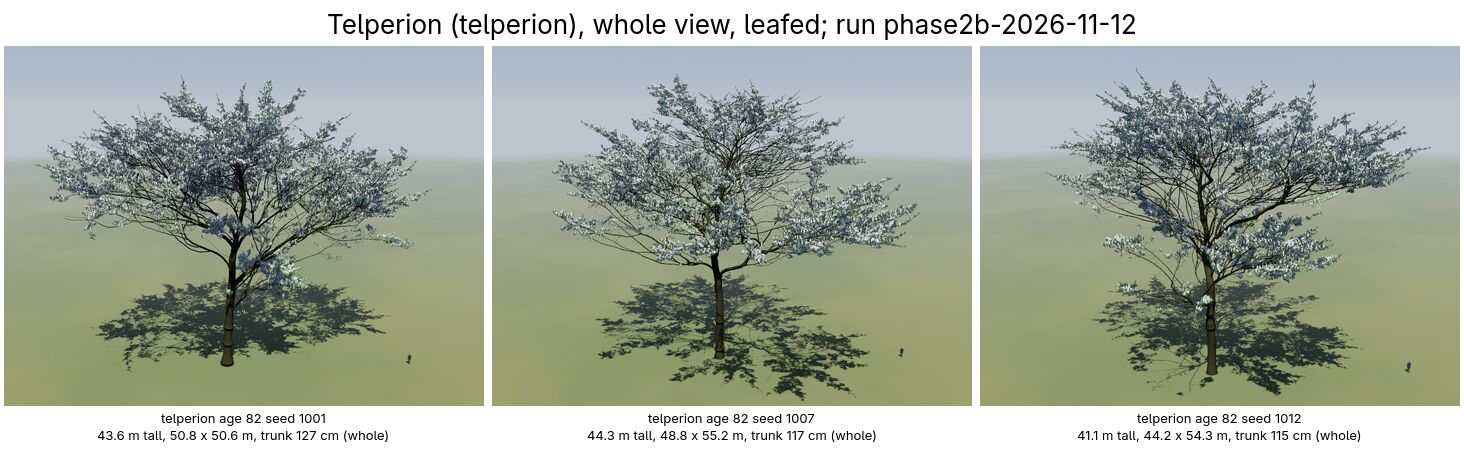 Telperion (telperion), whole view, leafed; run phase2b-2026-11-12
telperion age 82 seed 1001
43.6 m tall, 50.8 x 50.6 m, trunk 127 cm (whole)
telperion age 82 seed 1007
44.3 m tall, 48.8 x 55.2 m, trunk 117 cm (whole)
telperion age 82 seed 1012
41.1 m tall, 44.2 x 54.3 m, trunk 115 cm (whole)